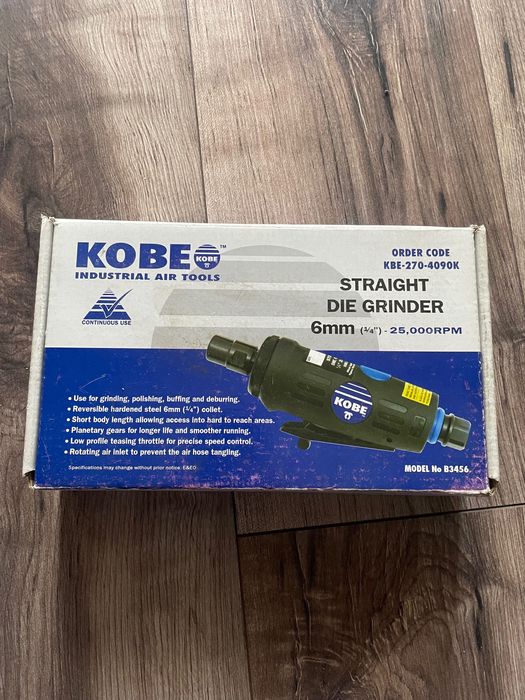 KOBE KOBE ™
INDUSTRIAL AIR TOOLS
CONTINUOUS USE
ORDER CODE
KBE-270-4090K
STRAIGHT
DIE GRINDER
6mm (¼") - 25,000RPM
• Use for grinding, polishing, buffing and deburring.
• Reversible hardened steel 6mm (¼") collet.
• Short body length allowing access into hard to reach areas.
• Planetary gears for longer life and smoother running.
• Low profile teasing throttle for precise speed control.
• Rotating air inlet to prevent the air hose tangling.
Specifications may change without prior notice. E&EO
KOBE
MODEL No B3456